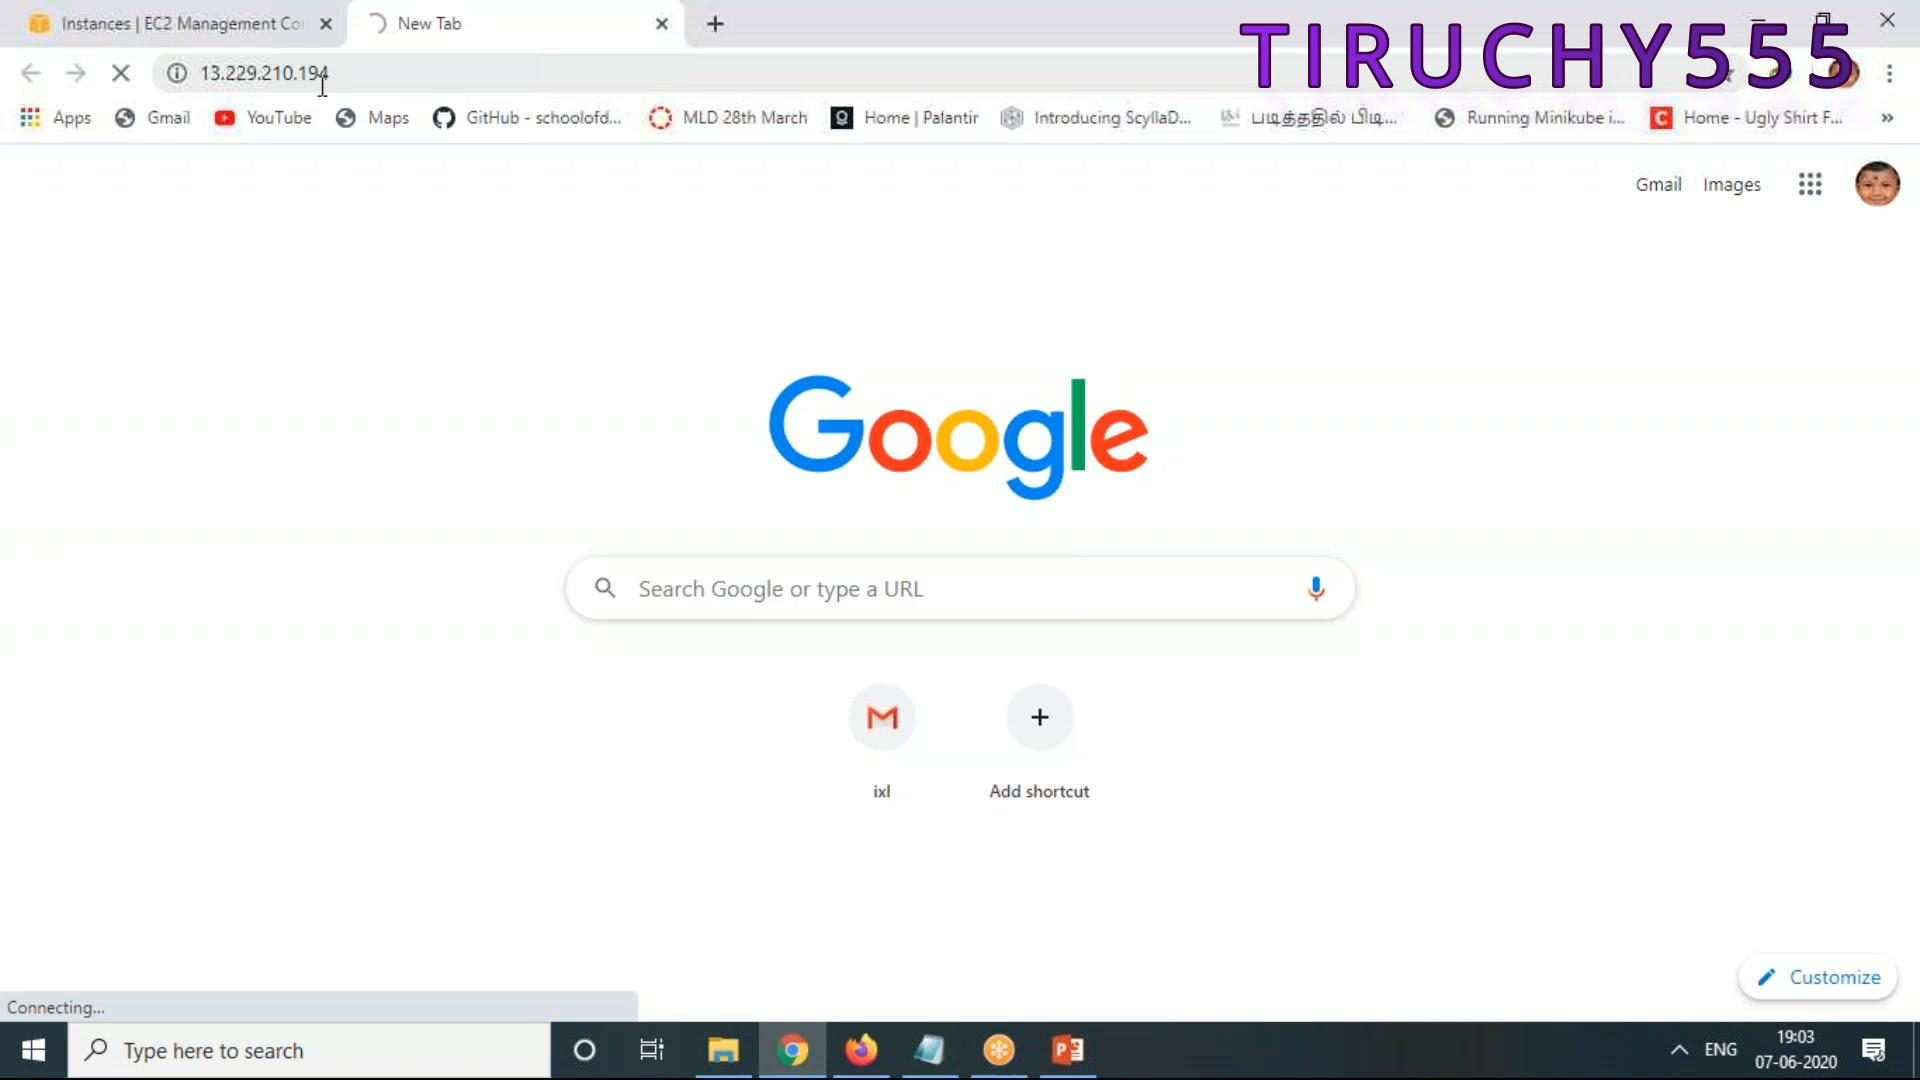 Instances | EC2 Management Co
New Tab
TIRUCHY555
13.229.210.194
Apps
Gmail
YouTube
Maps
GitHub - schoolofd...
MLD 28th March
Home | Palantir
Introducing ScyllaD...
படித்ததில் பிடி...
Running Minikube i...
Home - Ugly Shirt F...
»
Gmail
Images
Google
Search Google or type a URL
ixl
Add shortcut
Customize
Connecting...
Type here to search
ENG
19:03
07-06-2020